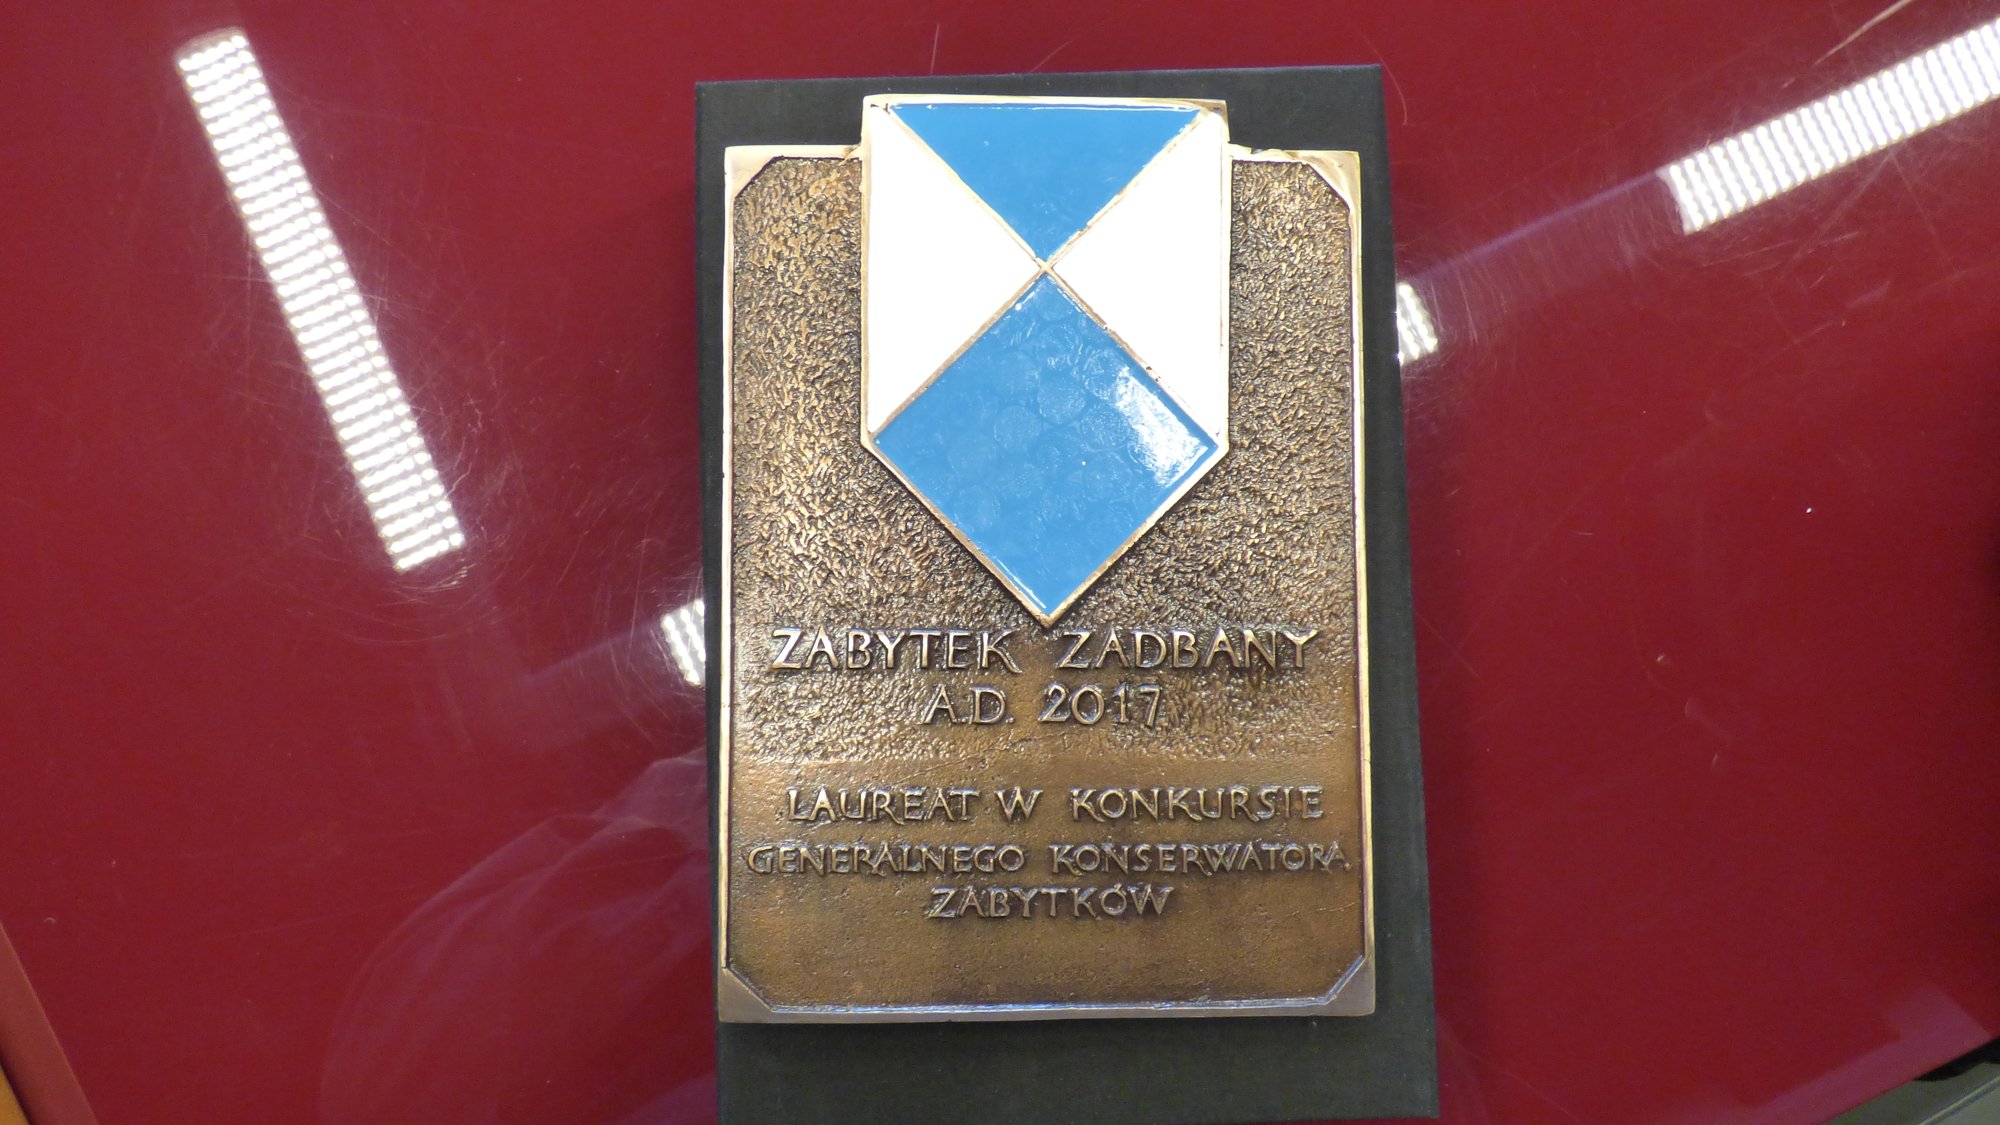 ZABYTEK ZADBANY
A.D. 2017
LAUREAT W KONKURSIE
GENERALNEGO KONSERWATORA
ZABYTKÓW